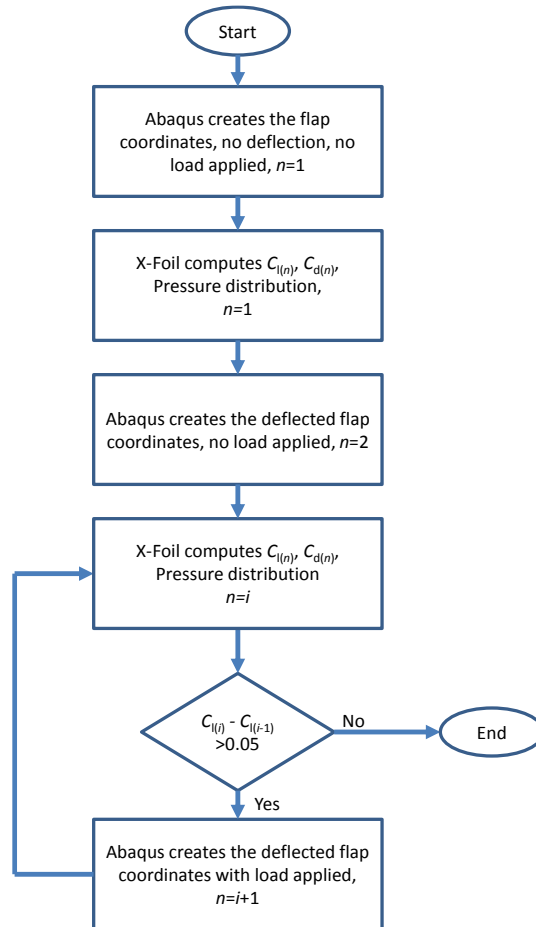 Start
Abaqus creates the flap
coordinates, no deflection, no
load applied, n=1
X-Foil computes Cl(n), Cd(n),
Pressure distribution,
n=1
Abaqus creates the deflected flap
coordinates, no load applied, n=2
X-Foil computes Cl(n), Cd(n),
Pressure distribution
n=i
Cl(i) - Cl(i-1)
>0.05
No
End
Yes
Abaqus creates the deflected flap
coordinates with load applied,
n=i+1